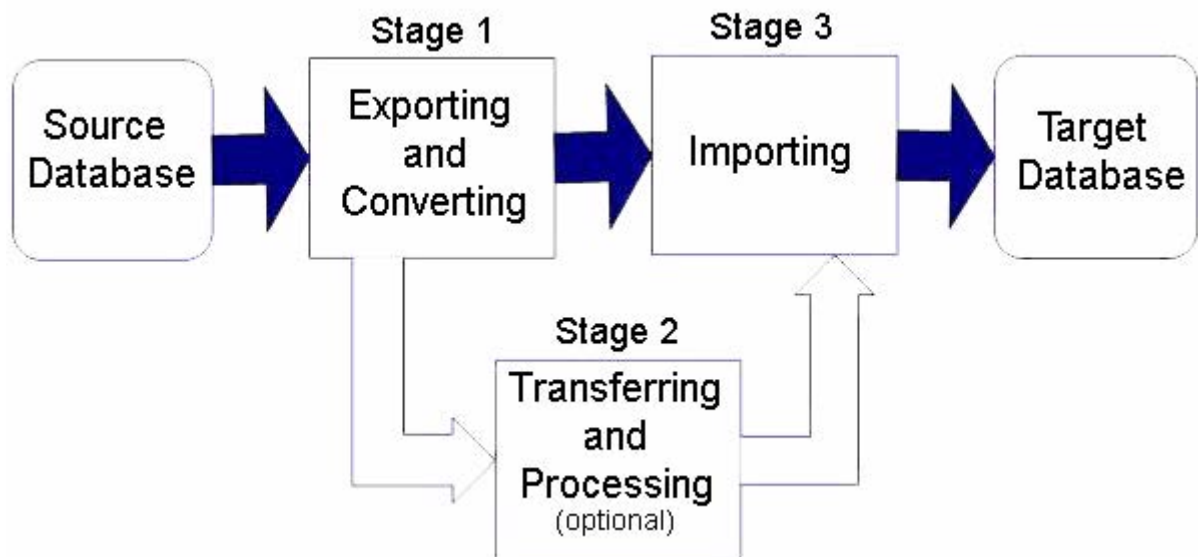 Stage 1
Stage 3
Source
Database
Exporting
and
Converting
Importing
Target
Database
Stage 2
Transferring
and
Processing
(optional)